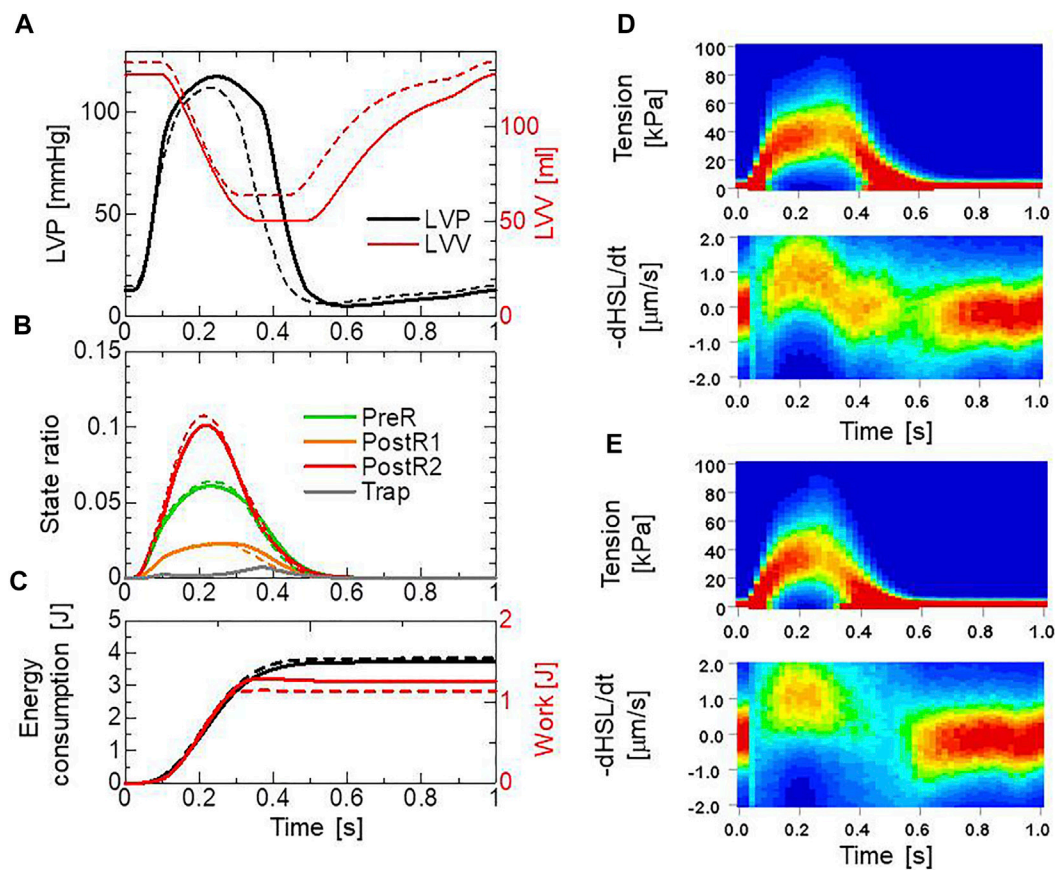 A
LVP [mmHg]
100
50
0
LVV [ml]
100
50
0
LVP
LVV
0 0.2 0.4 0.6 0.8 1
B
State ratio
0.15
0.1
0.05
0
PreR
PostR1
PostR2
Trap
0 0.2 0.4 0.6 0.8 1
C
Energy
consumption [J]
5
4
3
2
1
0
Work [J]
2
1
0
0 0.2 0.4 0.6 0.8 1
Time [s]
D
Tension
[kPa]
100
80
60
40
20
0
0.0 0.2 0.4 0.6 0.8 1.0
-dHSL/dt
[μm/s]
2.0
1.0
0.0
-1.0
-2.0
0.0 0.2 0.4 0.6 0.8 1.0
Time [s]
E
Tension
[kPa]
100
80
60
40
20
0
0.0 0.2 0.4 0.6 0.8 1.0
-dHSL/dt
[μm/s]
2.0
1.0
0.0
-1.0
-2.0
0.0 0.2 0.4 0.6 0.8 1.0
Time [s]